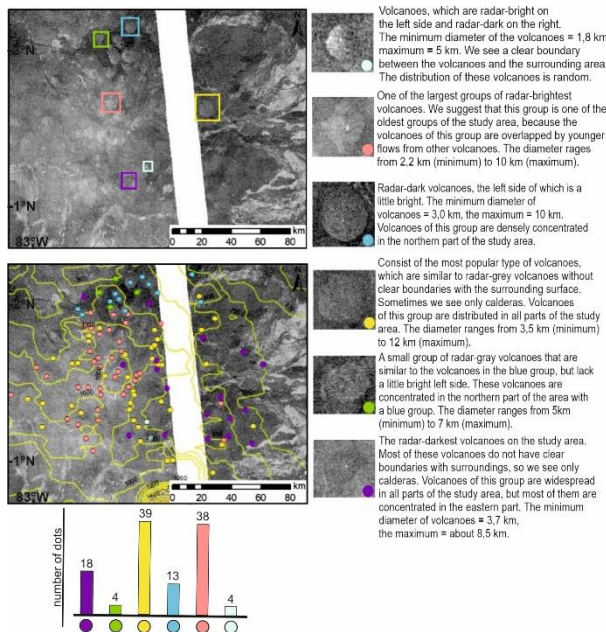 N
2°N
1°N
83°W
0 20 40 60 80
km
Volcanoes, which are radar-bright on
the left side and radar-dark on the right.
The minimum diameter of the volcanoes = 1,8 km
maximum = 5 km. We see a clear boundary
between the volcanoes and the surrounding area
The distribution of these volcanoes is random.
One of the largest groups of radar-brightest
volcanoes. We suggest that this group is one of the
oldest groups of the study area, because the
volcanoes of this group are overlapped by younger
flows from other volcanoes. The diameter ranges
from 2,2 km (minimum) to 10 km (maximum).
Radar-dark volcanoes, the left side of which is a
little bright. The minimum diameter of
volcanoes = 3,0 km, the maximum = 10 km.
Volcanoes of this group are densely concentrated
in the northern part of the study area.
Consist of the most popular type of volcanoes,
which are similar to radar-grey volcanoes without
clear boundaries with the surrounding surface.
Sometimes we see only calderas. Volcanoes
of this group are distributed in all parts of the study
area. The diameter ranges from 3,5 km (minimum)
to 12 km (maximum).
A small group of radar-gray volcanoes that are
similar to the volcanoes in the blue group, but lack
a little bright left side. These volcanoes are
concentrated in the northern part of the area with
a blue group. The diameter ranges from 5km
(minimum) to 7 km (maximum).
The radar-darkest volcanoes on the study area.
Most of these volcanoes do not have clear
boundaries with surroundings, so we see only
calderas. Volcanoes of this group are widespread
in all parts of the study area, but most of them are
concentrated in the eastern part. The minimum
diameter of volcanoes = 3,7 km,
the maximum = about 8,5 km.
N
2°N
1°N
83°W
0 20 40 60 80
km
number of dots
18
4
39
13
38
4